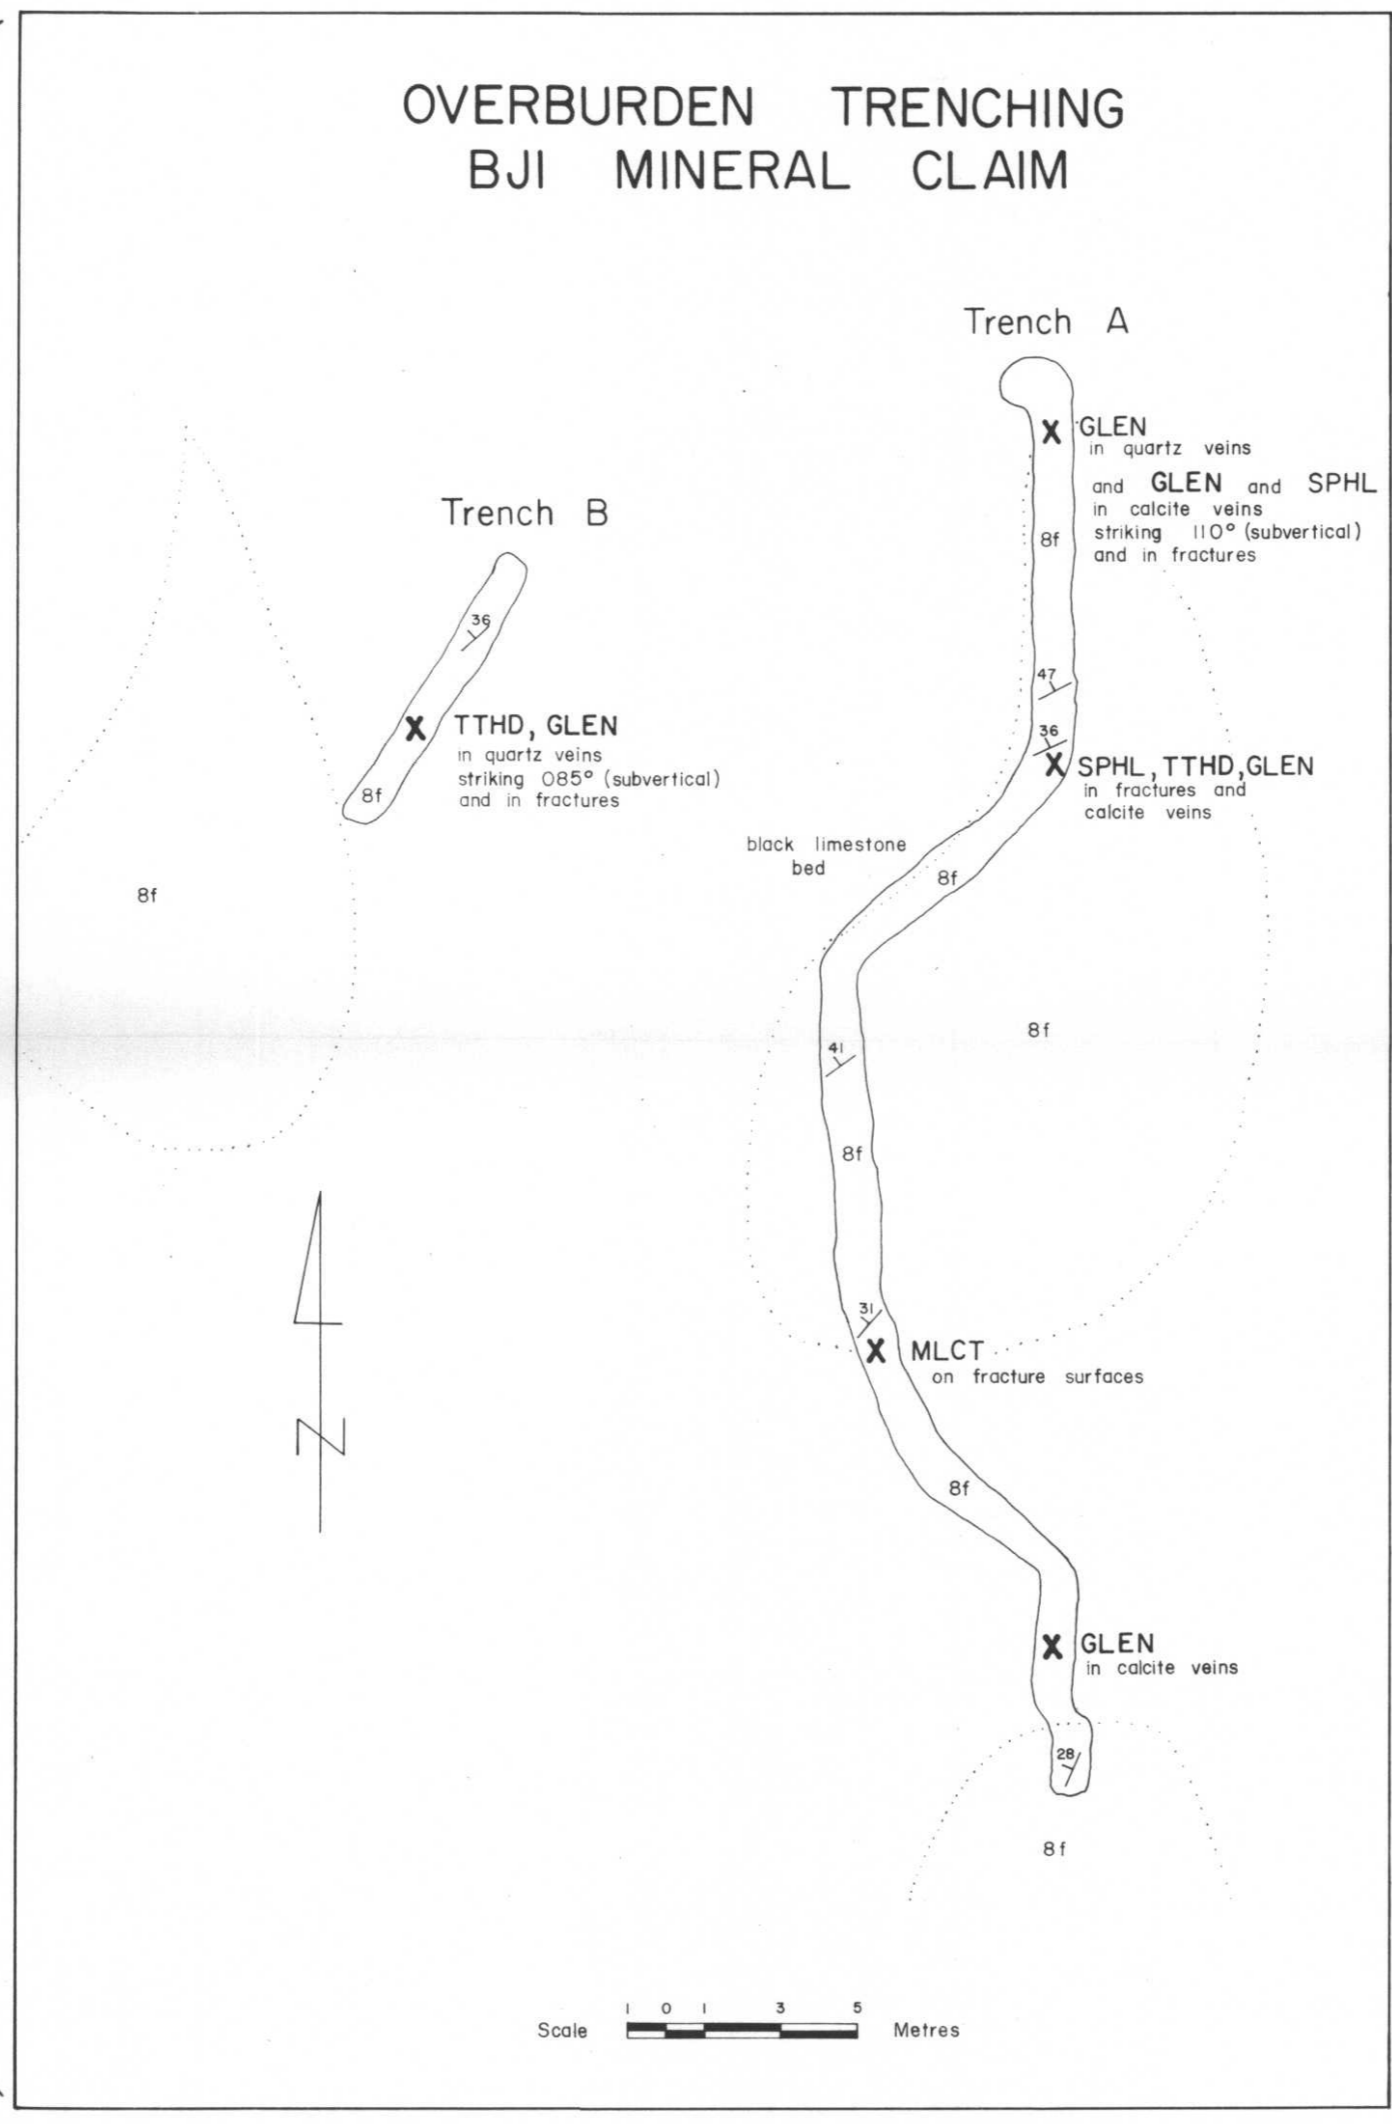 OVERBURDEN TRENCHING
BJI MINERAL CLAIM
Trench A
GLEN
in quartz veins
and GLEN and SPHL
in calcite veins
striking 110° (subvertical)
and in fractures
8f
47
36
SPHL, TTHD, GLEN
in fractures and
calcite veins
Trench B
36
TTHD, GLEN
in quartz veins
striking 085° (subvertical)
and in fractures
8f
8f
black limestone
bed
8f
8f
41
8f
31
MLCT
on fracture surfaces
8f
GLEN
in calcite veins
28
8f
N
1 0 1 3 5
Scale Metres